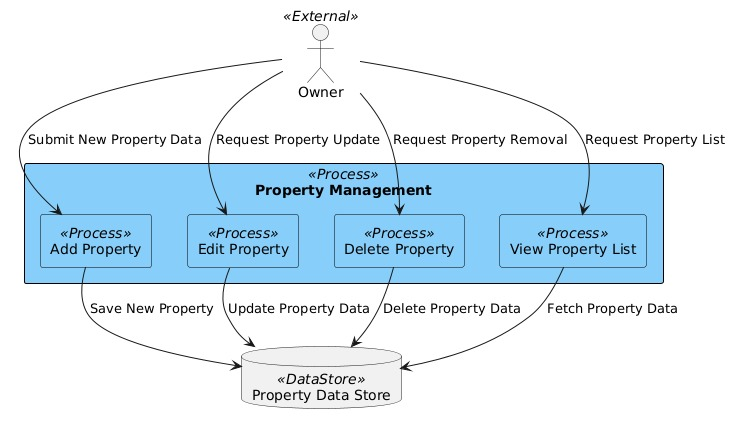 «External»
Owner
Submit New Property Data
Request Property Update
Request Property Removal
Request Property List
«Process»
Property Management
«Process»
Add Property
«Process»
Edit Property
«Process»
Delete Property
«Process»
View Property List
Save New Property
Update Property Data
Delete Property Data
Fetch Property Data
«DataStore»
Property Data Store